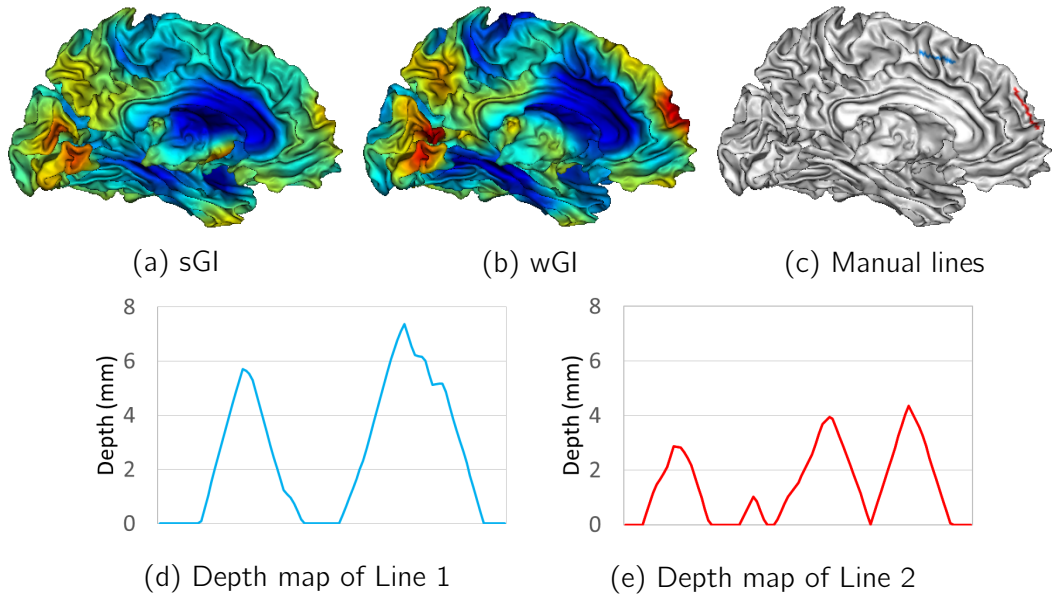 (a) sGI
(b) wGI
(c) Manual lines
Depth (mm)
8
6
4
2
0
(d) Depth map of Line 1
Depth (mm)
8
6
4
2
0
(e) Depth map of Line 2